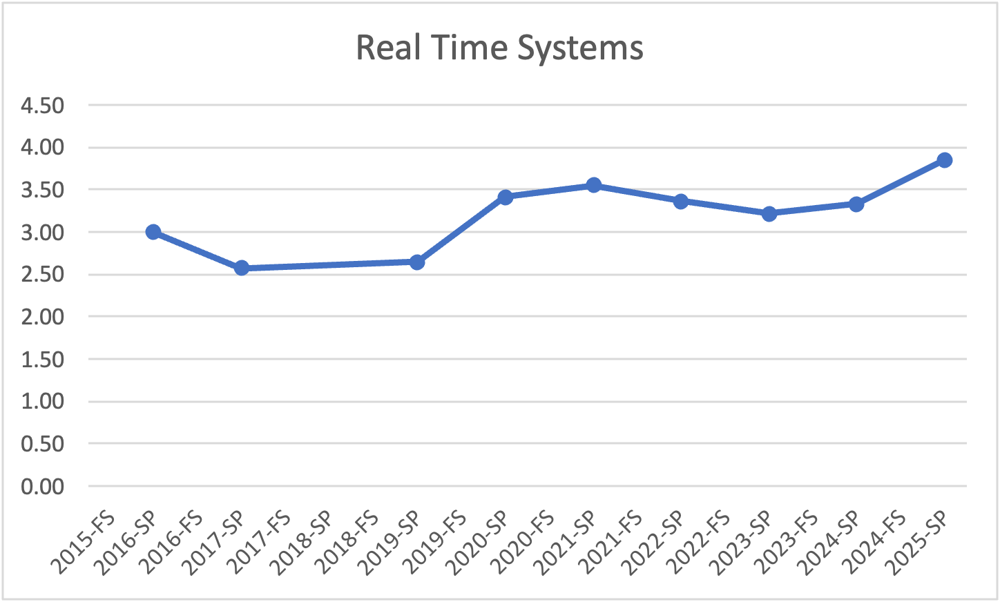 Real Time Systems
4.50
4.00
3.50
3.00
2.50
2.00
1.50
1.00
0.50
0.00
2015-FS
2016-SP
2016-FS
2017-SP
2017-FS
2018-SP
2018-FS
2019-SP
2019-FS
2020-SP
2020-FS
2021-SP
2021-FS
2022-SP
2022-FS
2023-SP
2023-FS
2024-SP
2024-FS
2025-SP